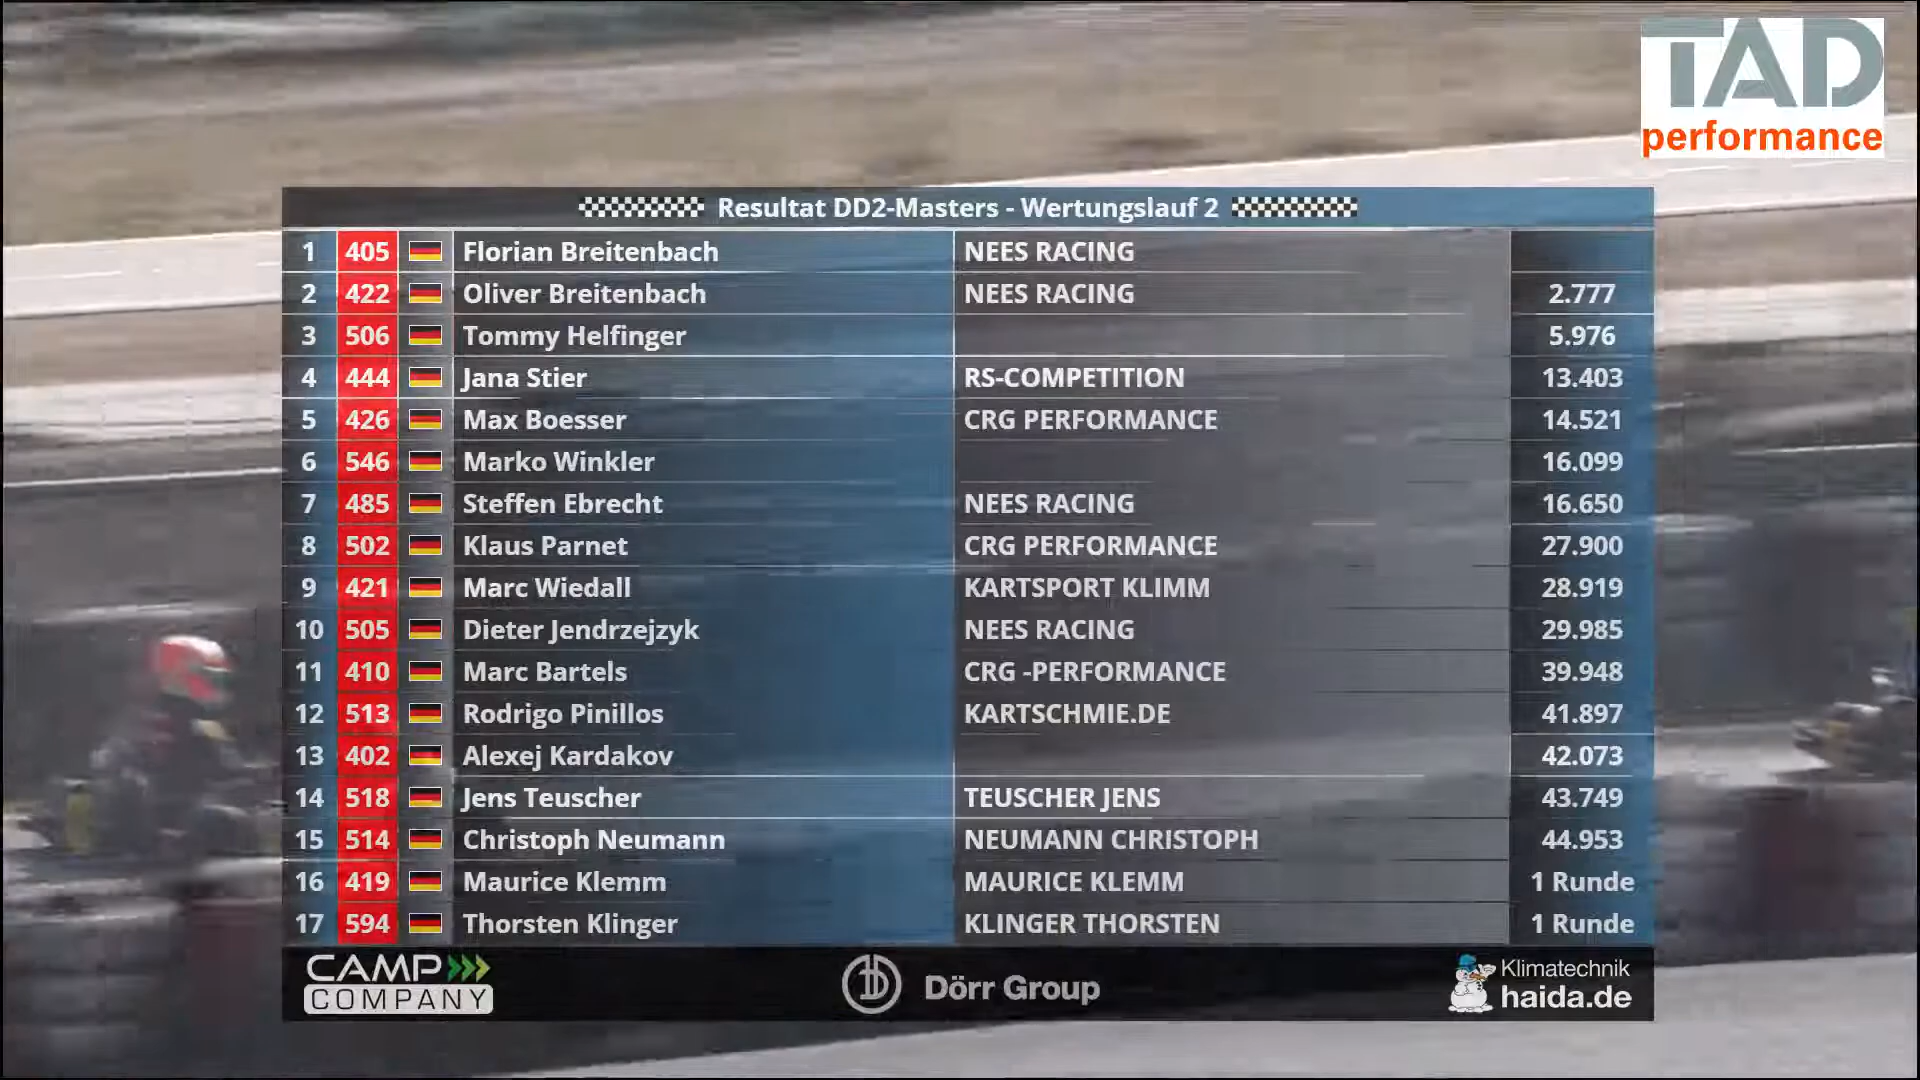 TAD
performance
Resultat DD2-Masters - Wertungslauf 2
1 405 Florian Breitenbach NEES RACING
2 422 Oliver Breitenbach NEES RACING 2.777
3 506 Tommy Helfinger 5.976
4 444 Jana Stier RS-COMPETITION 13.403
5 426 Max Boesser CRG PERFORMANCE 14.521
6 546 Marko Winkler 16.099
7 485 Steffen Ebrecht NEES RACING 16.650
8 502 Klaus Parnet CRG PERFORMANCE 27.900
9 421 Marc Wiedall KARTSPORT KLIMM 28.919
10 505 Dieter Jendrzejzyk NEES RACING 29.985
11 410 Marc Bartels CRG -PERFORMANCE 39.948
12 513 Rodrigo Pinillos KARTSCHMIE.DE 41.897
13 402 Alexej Kardakov 42.073
14 518 Jens Teuscher TEUSCHER JENS 43.749
15 514 Christoph Neumann NEUMANN CHRISTOPH 44.953
16 419 Maurice Klemm MAURICE KLEMM 1 Runde
17 594 Thorsten Klinger KLINGER THORSTEN 1 Runde
CAMP
COMPANY
Dörr Group
Klimatechnik
haida.de